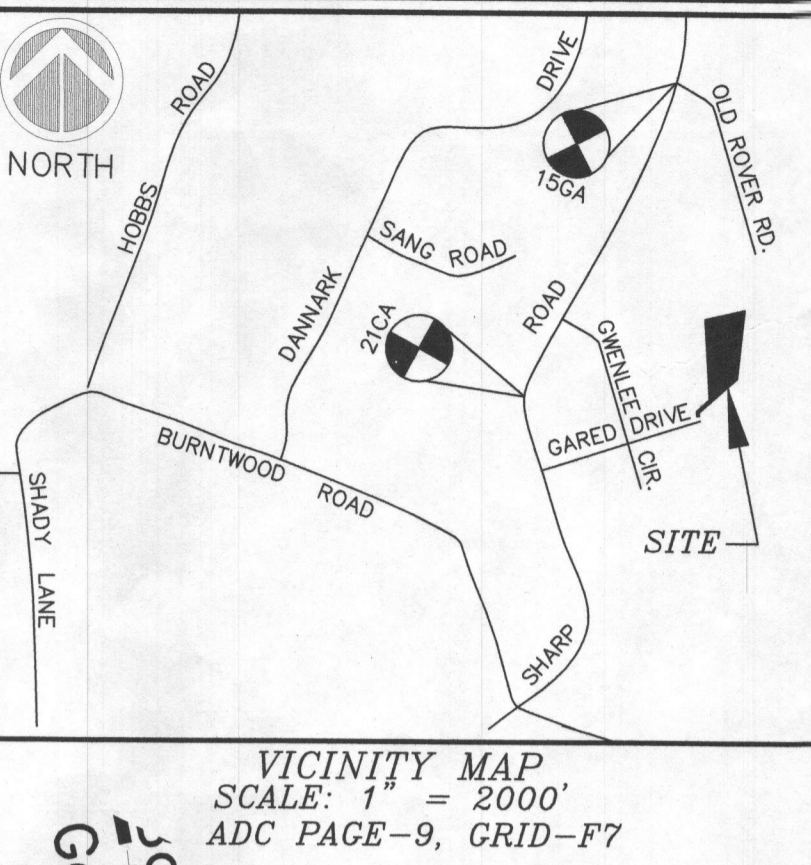 NORTH
HOBBS ROAD
DANNARK DRIVE
15GA
OLD ROVER RD.
SANG ROAD
21CA
SHARP ROAD
GWENLEE CIR.
GARED DRIVE
BURNTWOOD ROAD
SHADY LANE
SITE
VICINITY MAP
SCALE: 1" = 2000'
ADC PAGE-9, GRID-F7